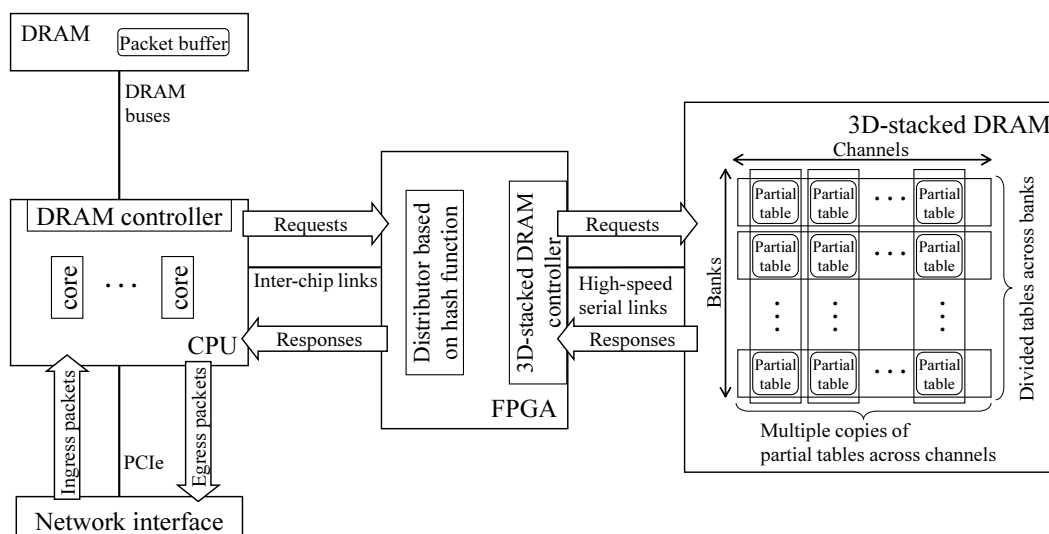 DRAM
Packet buffer
DRAM
buses
DRAM controller
core
• • •
core
CPU
Ingress packets
PCIe
Egress packets
Network interface
Requests
Inter-chip links
Responses
Distributor based
on hash function
3D-stacked DRAM
controller
FPGA
Requests
High-speed
serial links
Responses
3D-stacked DRAM
Channels
Banks
Partial
table
Partial
table
• • •
Partial
table
Partial
table
Partial
table
• • •
Partial
table
Partial
table
Partial
table
• • •
Partial
table
Divided tables across banks
Multiple copies of
partial tables across channels